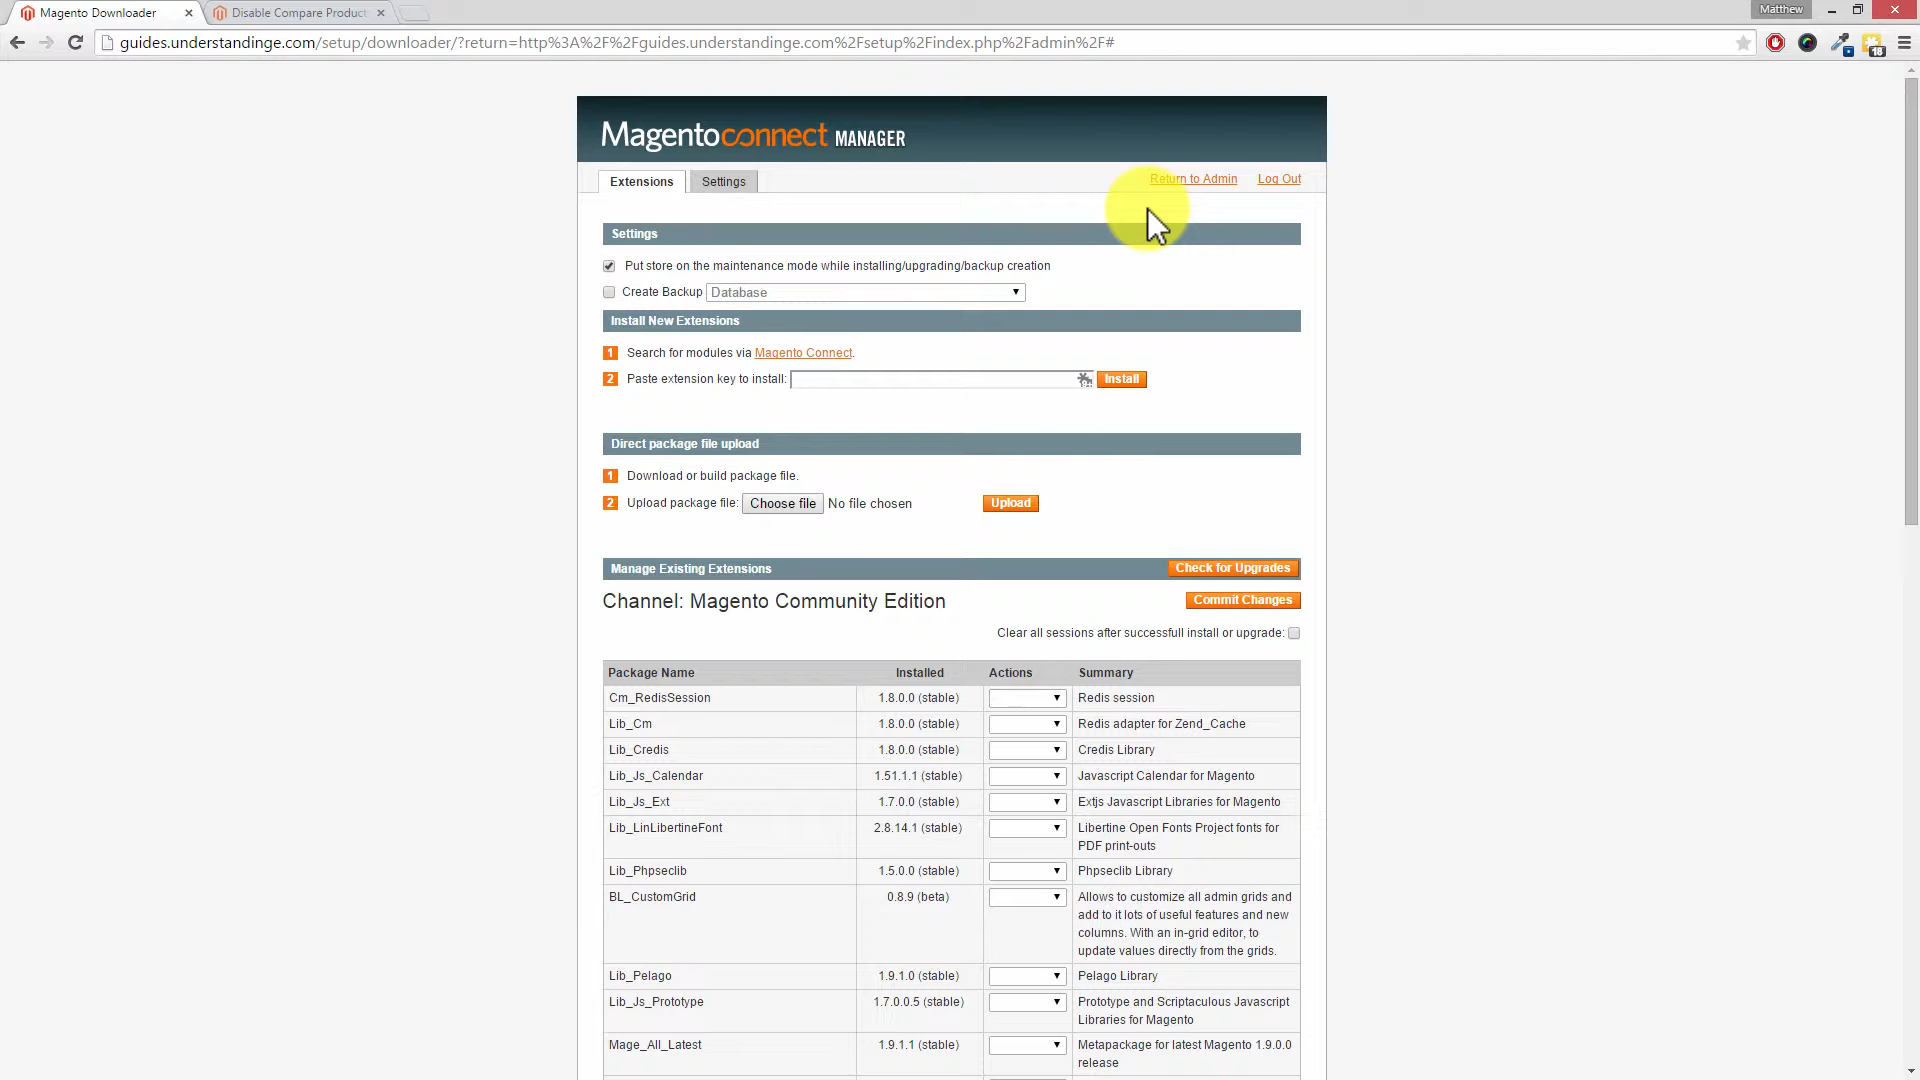 Magento Downloader
Disable Compare Product
Matthew
guides.understandinge.com/setup/downloader/?return=http%3A%2F%2Fguides.understandinge.com%2Fsetup%2Findex.php%2Fadmin%2F#
18
Magentoconnect MANAGER
Extensions
Settings
Return to Admin
Log Out
Settings
Put store on the maintenance mode while installing/upgrading/backup creation
Create Backup Database
Install New Extensions
1 Search for modules via Magento Connect.
2 Paste extension key to install: Install
Direct package file upload
1 Download or build package file.
2 Upload package file: Choose file No file chosen Upload
Manage Existing Extensions Check for Upgrades
Channel: Magento Community Edition Commit Changes
Clear all sessions after successfull install or upgrade:
Package Name Installed Actions Summary
Cm_RedisSession 1.8.0.0 (stable) Redis session
Lib_Cm 1.8.0.0 (stable) Redis adapter for Zend_Cache
Lib_Credis 1.8.0.0 (stable) Credis Library
Lib_Js_Calendar 1.51.1.1 (stable) Javascript Calendar for Magento
Lib_Js_Ext 1.7.0.0 (stable) Extjs Javascript Libraries for Magento
Lib_LinLibertineFont 2.8.14.1 (stable) Libertine Open Fonts Project fonts for
PDF print-outs
Lib_Phpseclib 1.5.0.0 (stable) Phpseclib Library
BL_CustomGrid 0.8.9 (beta) Allows to customize all admin grids and
add to it lots of useful features and new
columns. With an in-grid editor, to
update values directly from the grids.
Lib_Pelago 1.9.1.0 (stable) Pelago Library
Lib_Js_Prototype 1.7.0.0.5 (stable) Prototype and Scriptaculous Javascript
Libraries for Magento
Mage_All_Latest 1.9.1.1 (stable) Metapackage for latest Magento 1.9.0.0
release